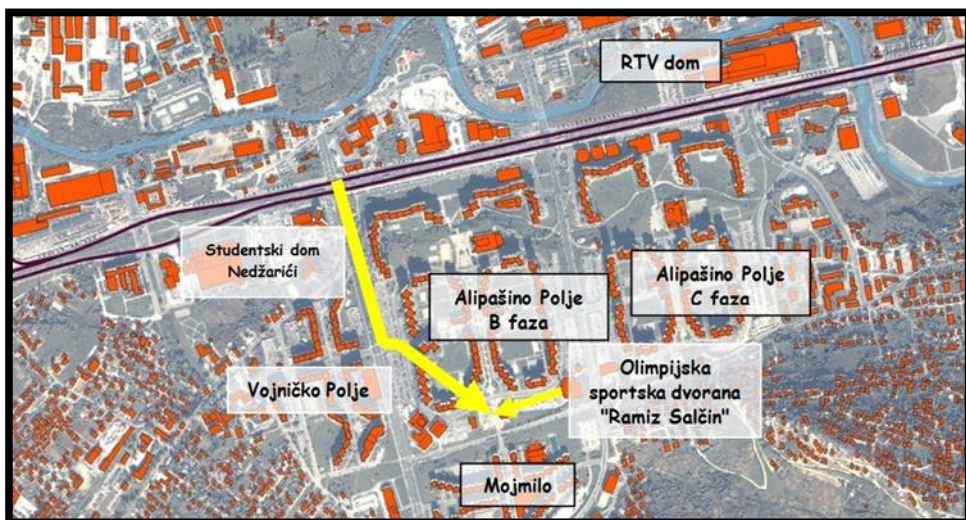 RTV dom
Studentski dom
Nedžarići
Alipašino Polje
B faza
Alipašino Polje
C faza
Olimpijska
sportska dvorana
"Ramiz Salčin"
Vojničko Polje
Mojmilo